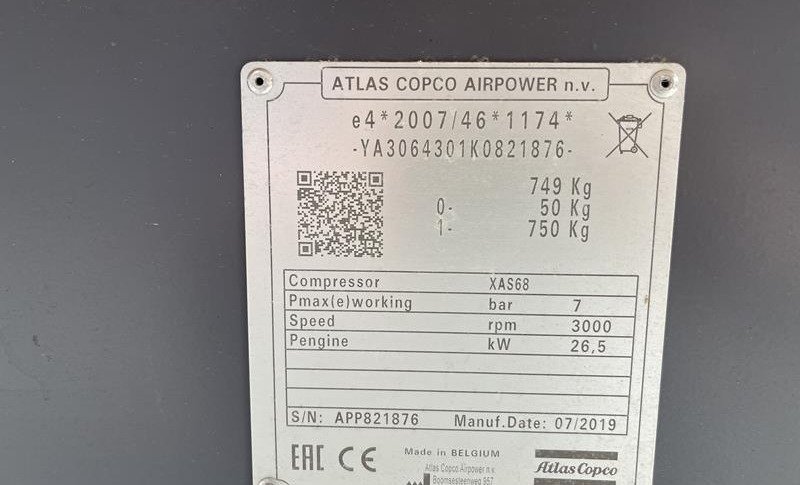 ATLAS COPCO AIRPOWER n.v.
e4*2007/46*1174*
-YA3064301K0821876-
749 Kg
0- 50 Kg
1- 750 Kg
Compressor XAS68
Pmax(e)working bar 7
Speed rpm 3000
Pengine kW 26,5
S/N: APP821876 Manuf.Date: 07/2019
EAC CE Made in BELGIUM
Atlas Copco Airpower n.v.
Boomsesteenweg 957
Atlas Copco